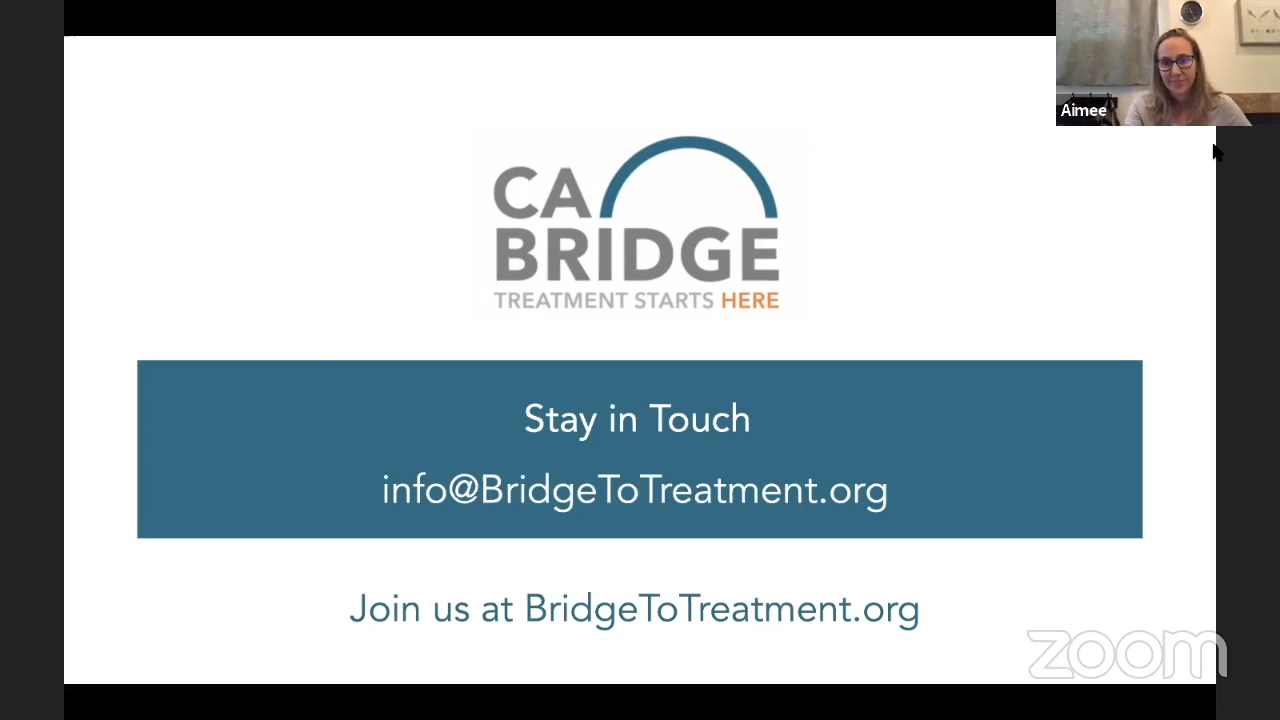 Aimee
CA
BRIDGE
TREATMENT STARTS HERE
Stay in Touch
info@BridgeToTreatment.org
Join us at BridgeToTreatment.org
zoom